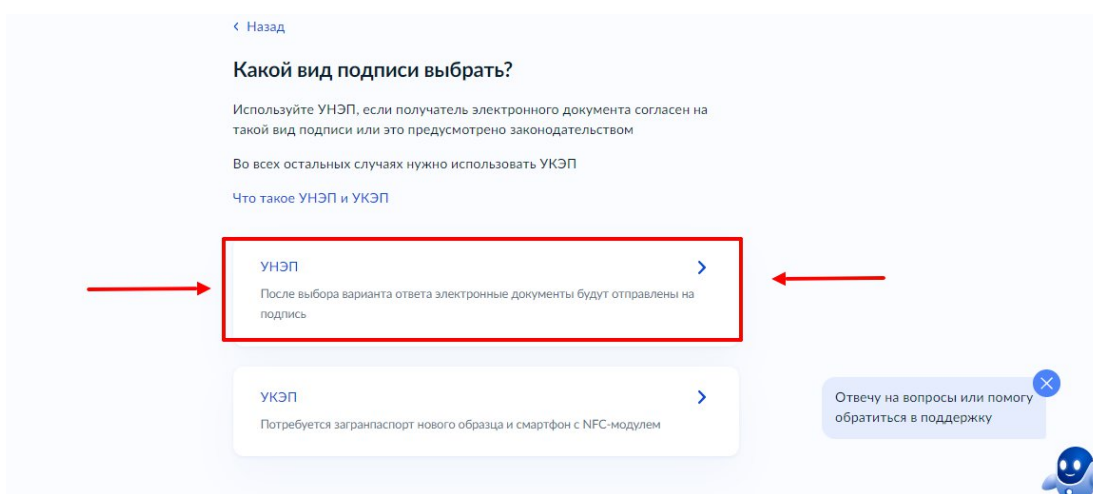 Назад
Какой вид подписи выбрать?
Используйте УНЭП, если получатель электронного документа согласен на
такой вид подписи или это предусмотрено законодательством
Во всех остальных случаях нужно использовать УКЭП
Что такое УНЭП и УКЭП
УНЭП
После выбора варианта ответа электронные документы будут отправлены на
подпись
УКЭП
Потребуется загранпаспорт нового образца и смартфон с NFC-модулем
Отвечу на вопросы или помогу
обратиться в поддержку